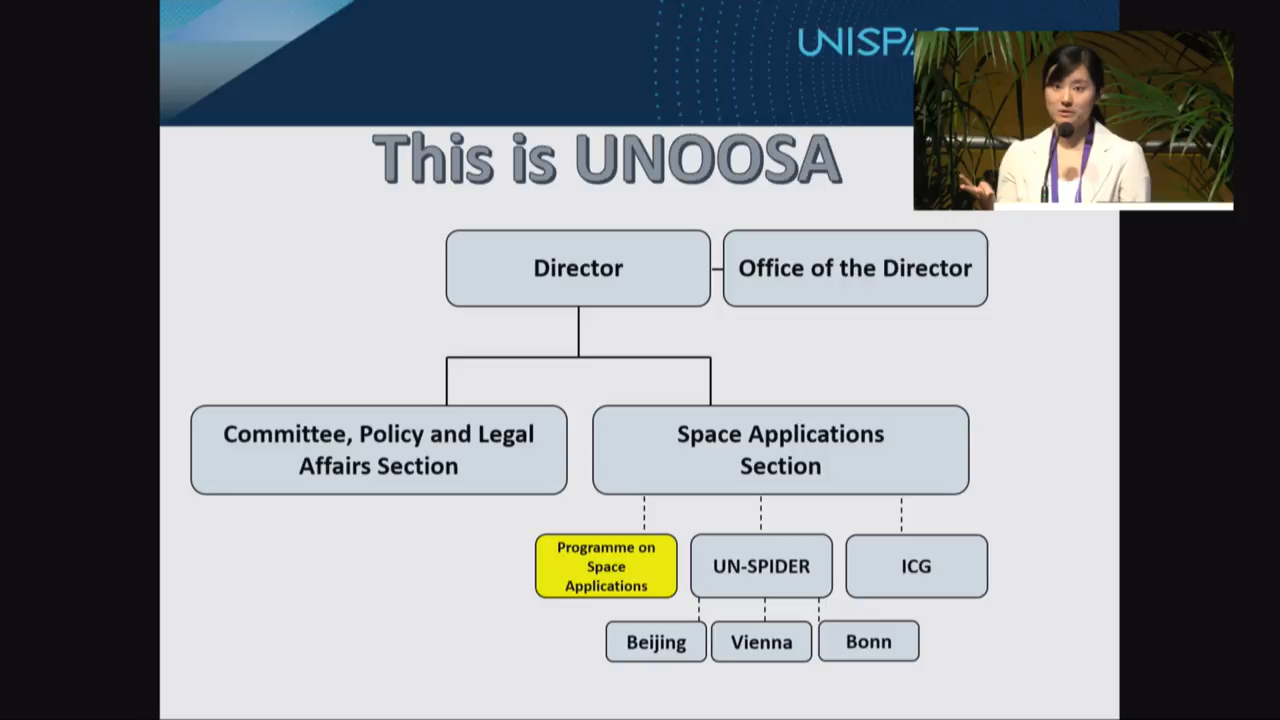 This is UNOOSA
Director
Office of the Director
Committee, Policy and Legal
Affairs Section
Space Applications
Section
Programme on
Space
Applications
UN-SPIDER
ICG
Beijing
Vienna
Bonn